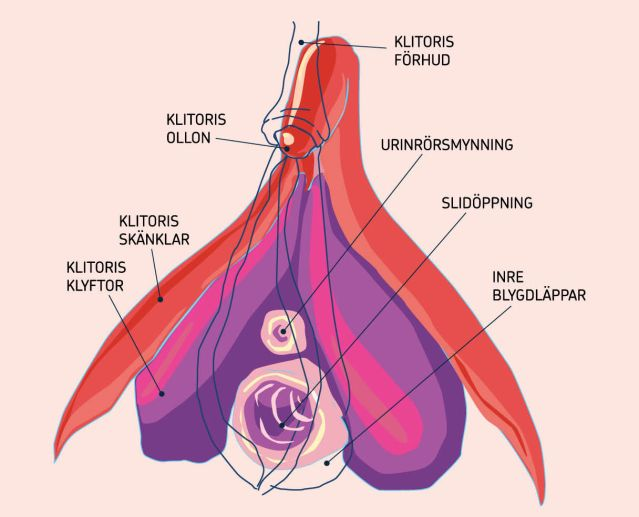 KLITORIS
FÖRHUD
KLITORIS
OLLON
URINRÖRSMYNNING
SLIDÖPPNING
KLITORIS
SKÄNKLAR
KLITORIS
KLYFTOR
INRE
BLYGDLÄPPAR